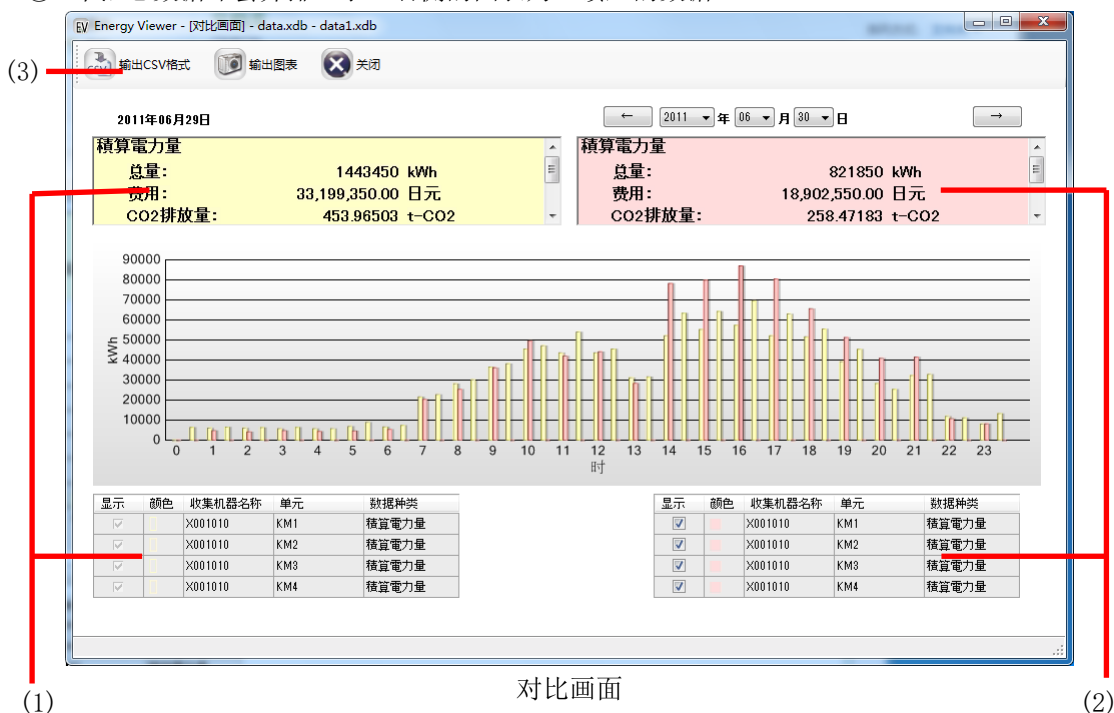 EV Energy Viewer - [对比画面] - data.xdb - data1.xdb
(3)
CSV 输出CSV格式 输出图表 关闭
2011年06月29日
← 2011 年 06 月 30 日 →
積算電力量
总量: 1443450 kWh
费用: 33,199,350.00 日元
CO2排放量: 453.96503 t-CO2
積算電力量
总量: 821850 kWh
费用: 18,902,550.00 日元
CO2排放量: 258.47183 t-CO2
90000
80000
70000
60000
50000
40000
30000
20000
10000
0
kWh
0 1 2 3 4 5 6 7 8 9 10 11 12 13 14 15 16 17 18 19 20 21 22 23
时
显示 颜色 收集机器名称 单元 数据种类
X001010 KM1 積算電力量
X001010 KM2 積算電力量
X001010 KM3 積算電力量
X001010 KM4 積算電力量
显示 颜色 收集机器名称 单元 数据种类
X001010 KM1 積算電力量
X001010 KM2 積算電力量
X001010 KM3 積算電力量
X001010 KM4 積算電力量
(1)
对比画面
(2)